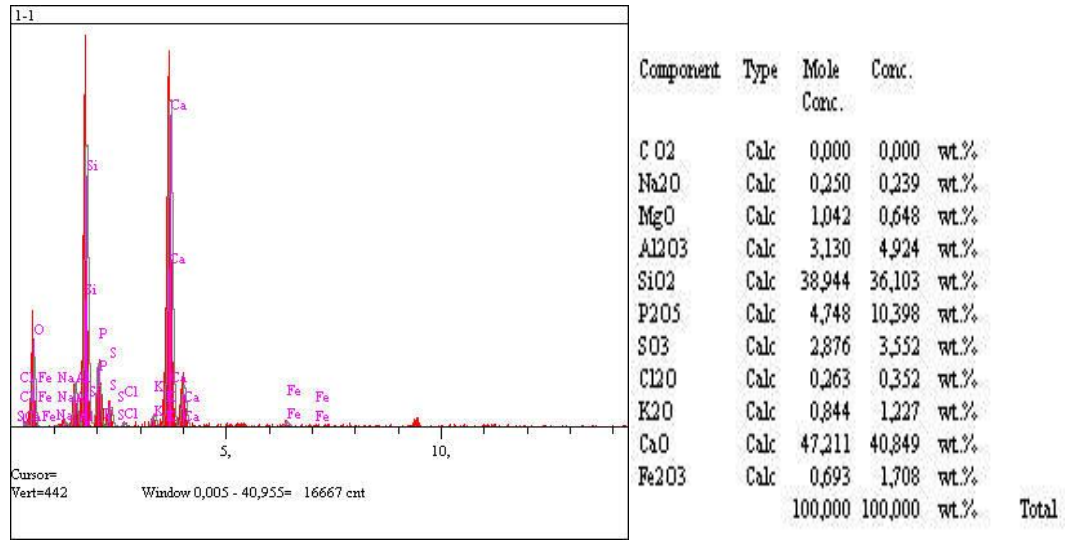 1-1
Ca
Si
Ca
Si
O
P
S
P
Fe Na
S
Cl
K
Ca
Fe
Fe
Fe Na
S
Cl
K
Ca
Fe
Fe
5,
10,
Cursor=
Vert=442 Window 0,005 - 40,955= 16667 cnt
Component Type Mole Conc.
Conc.
C O2 Calc 0,000 0,000 wt.%
Na2O Calc 0,250 0,239 wt.%
MgO Calc 1,042 0,648 wt.%
Al2O3 Calc 3,130 4,924 wt.%
SiO2 Calc 38,944 36,103 wt.%
P2O5 Calc 4,748 10,398 wt.%
SO3 Calc 2,876 3,552 wt.%
Cl2O Calc 0,263 0,352 wt.%
K2O Calc 0,844 1,227 wt.%
CaO Calc 47,211 40,849 wt.%
Fe2O3 Calc 0,693 1,708 wt.%
100,000 100,000 wt.% Total